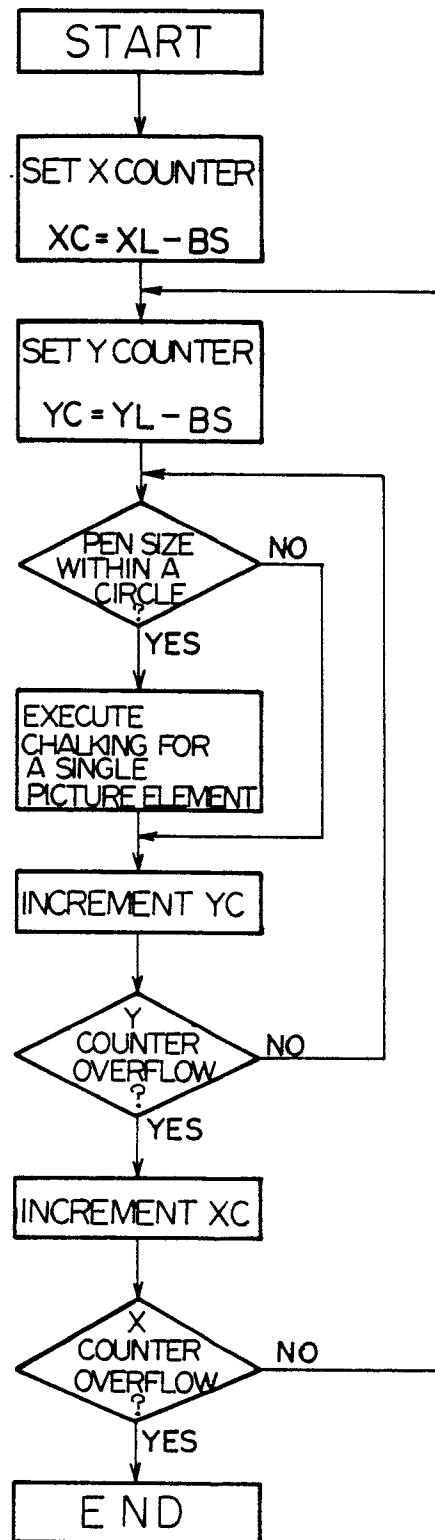 START
SET X COUNTER
XC = XL - BS
SET Y COUNTER
YC = YL - BS
PEN SIZE
WITHIN A
CIRCLE
?
NO
YES
EXECUTE
CHALKING FOR
A SINGLE
PICTURE ELEMENT
INCREMENT YC
Y
COUNTER
OVERFLOW
?
NO
YES
INCREMENT XC
X
COUNTER
OVERFLOW
?
NO
YES
END